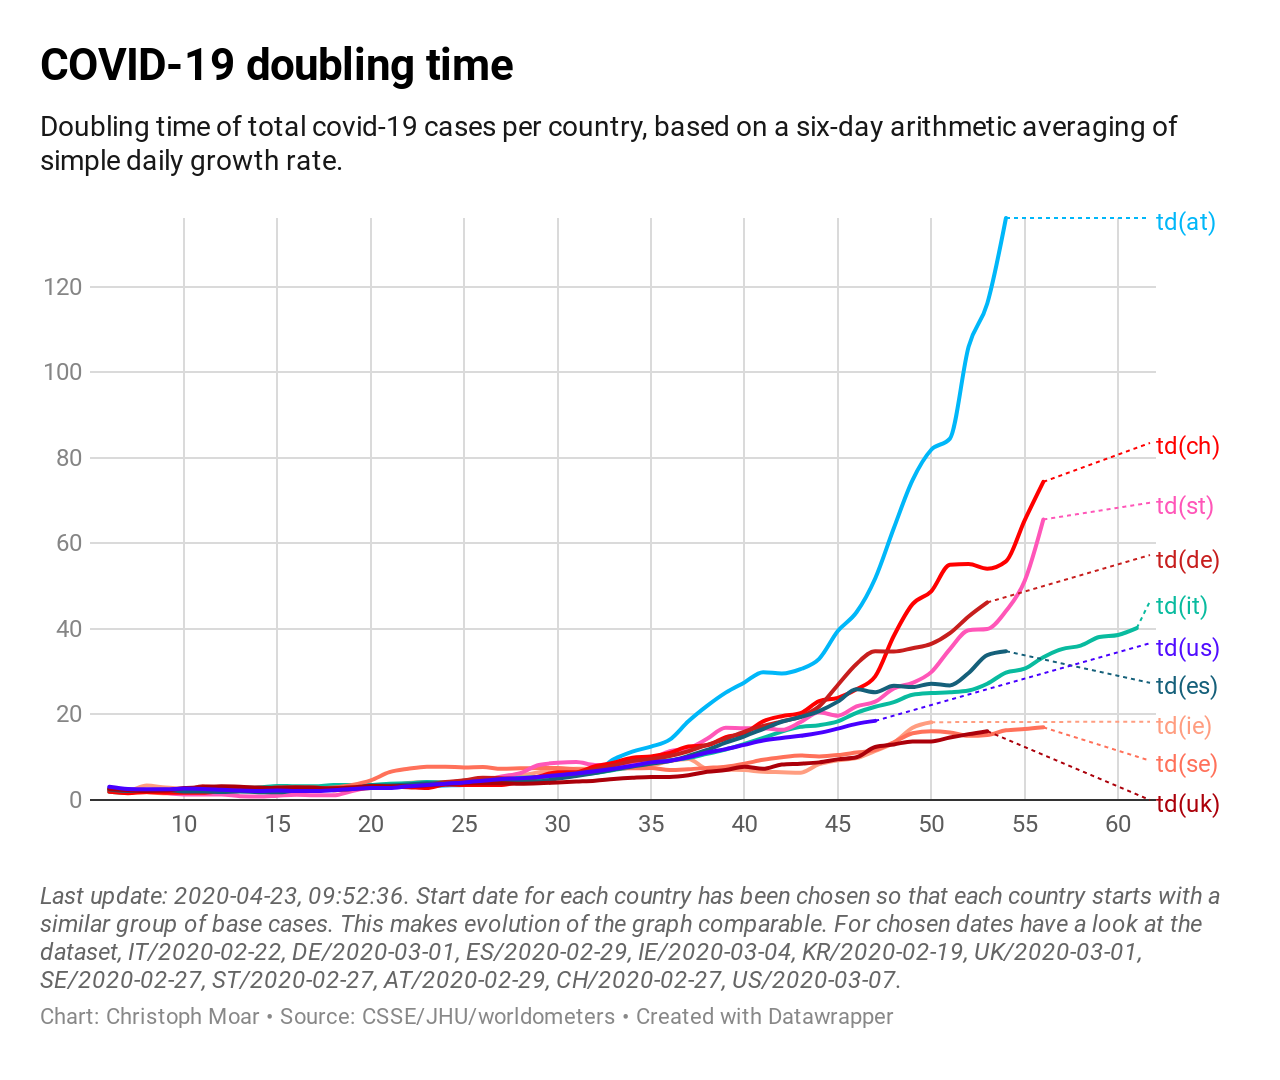 COVID-19 doubling time
Doubling time of total covid-19 cases per country, based on a six-day arithmetic averaging of
simple daily growth rate.
td(at)
120
100
80
td(ch)
td(st)
60
td(de)
td(it)
40
td(us)
td(es)
20
td(ie)
td(se)
0
td(uk)
10 15 20 25 30 35 40 45 50 55 60
Last update: 2020-04-23, 09:52:36. Start date for each country has been chosen so that each country starts with a
similar group of base cases. This makes evolution of the graph comparable. For chosen dates have a look at the
dataset, IT/2020-02-22, DE/2020-03-01, ES/2020-02-29, IE/2020-03-04, KR/2020-02-19, UK/2020-03-01,
SE/2020-02-27, ST/2020-02-27, AT/2020-02-29, CH/2020-02-27, US/2020-03-07.
Chart: Christoph Moar • Source: CSSE/JHU/worldometers • Created with Datawrapper